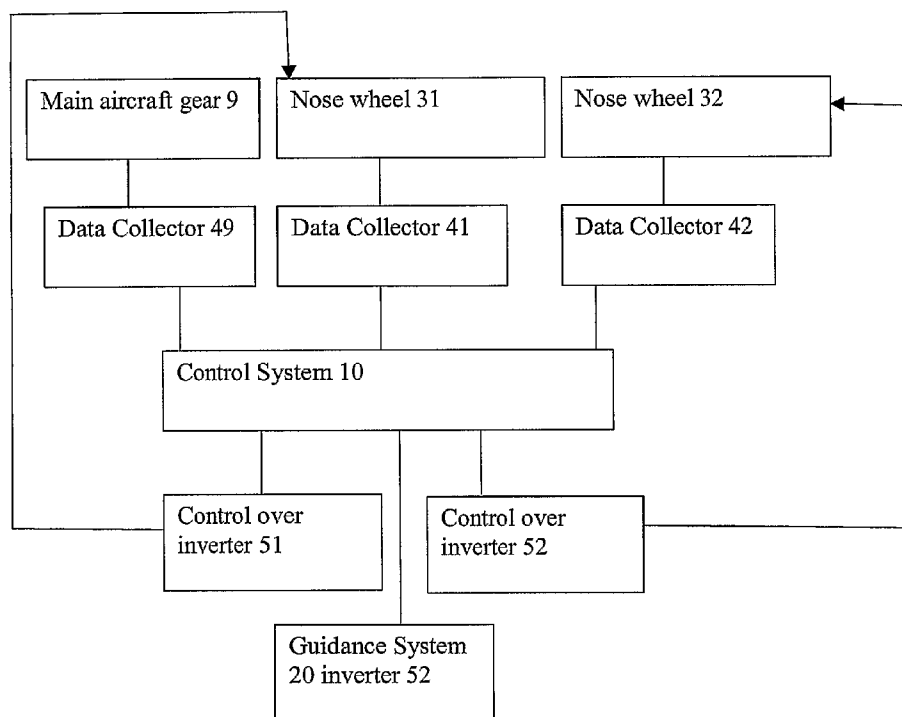 Main aircraft gear 9
Nose wheel 31
Nose wheel 32
Data Collector 49
Data Collector 41
Data Collector 42
Control System 10
Control over
inverter 51
Control over
inverter 52
Guidance System
20 inverter 52